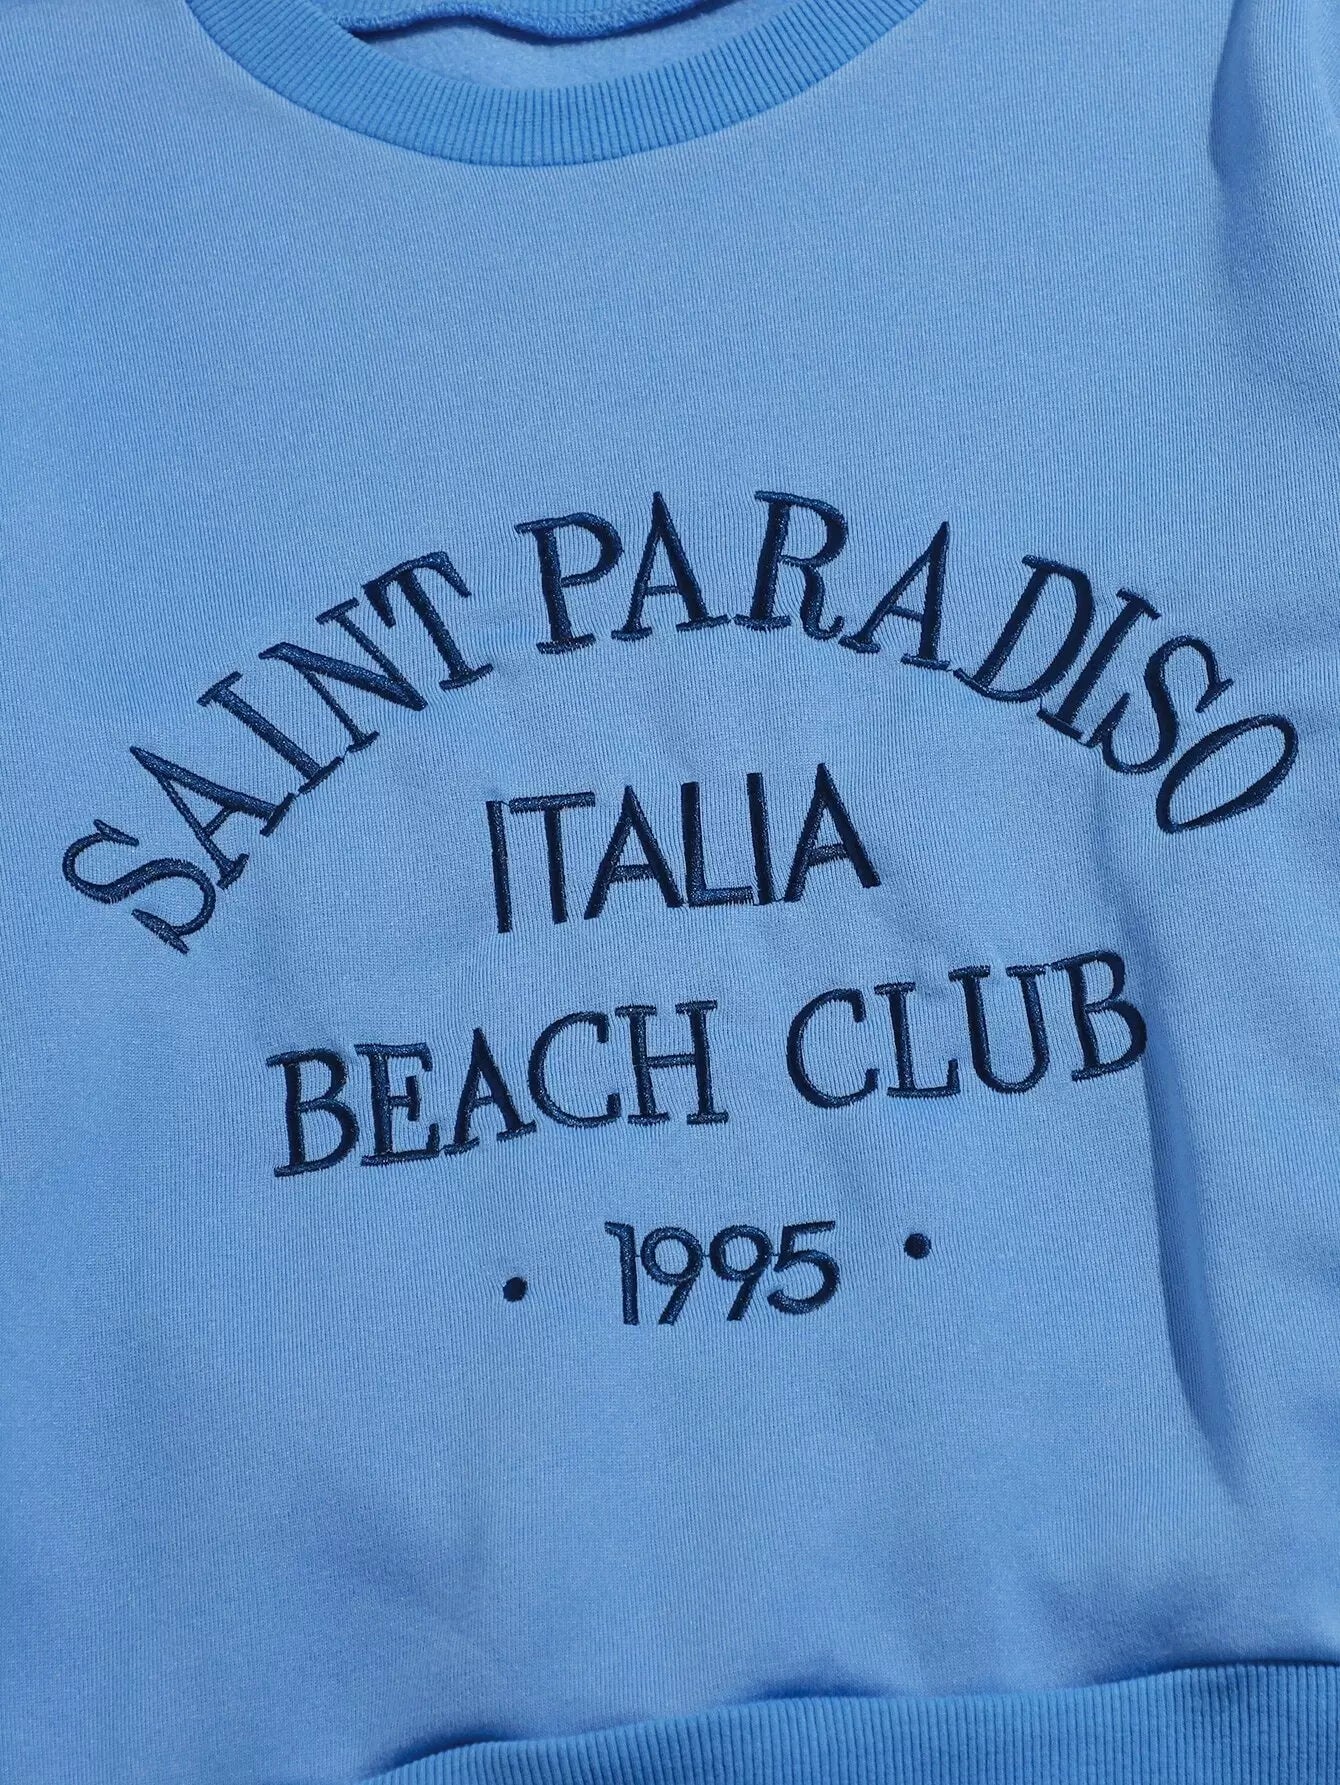 SAINT PARADISO
ITALIA
BEACH CLUB
• 1995 •